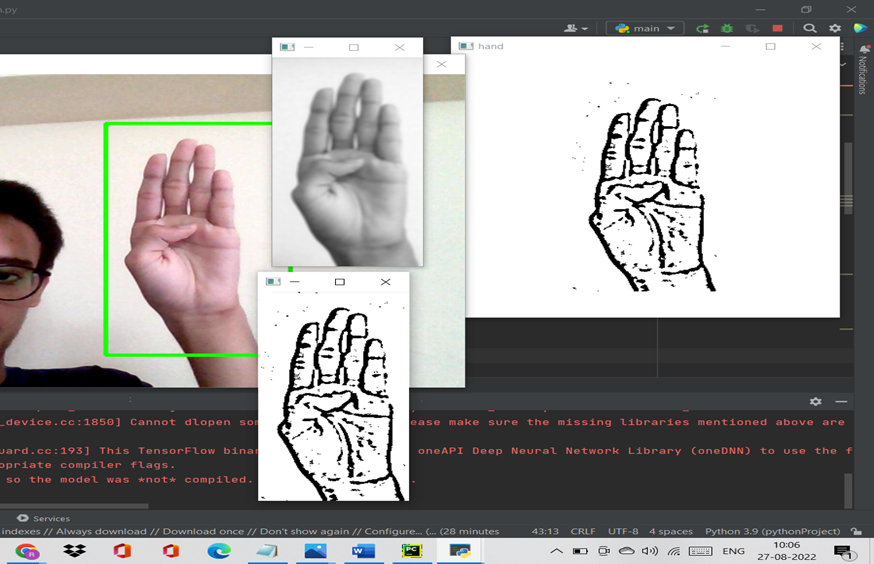 n.py
main
hand
Notifications
_device.cc:1850] Cannot dlopen som
ease make sure the missing libraries mentioned above are
uard.cc:193] This TensorFlow binar
oneAPI Deep Neural Network Library (oneDNN) to use the f
opriate compiler flags.
so the model was *not* compiled.
Services
indexes // Always download // Download once // Don't show again // Configure... (... (28 minutes
43:13 CRLF UTF-8 4 spaces Python 3.9 (pythonProject)
PC
W
ENG
10:06
27-08-2022
1